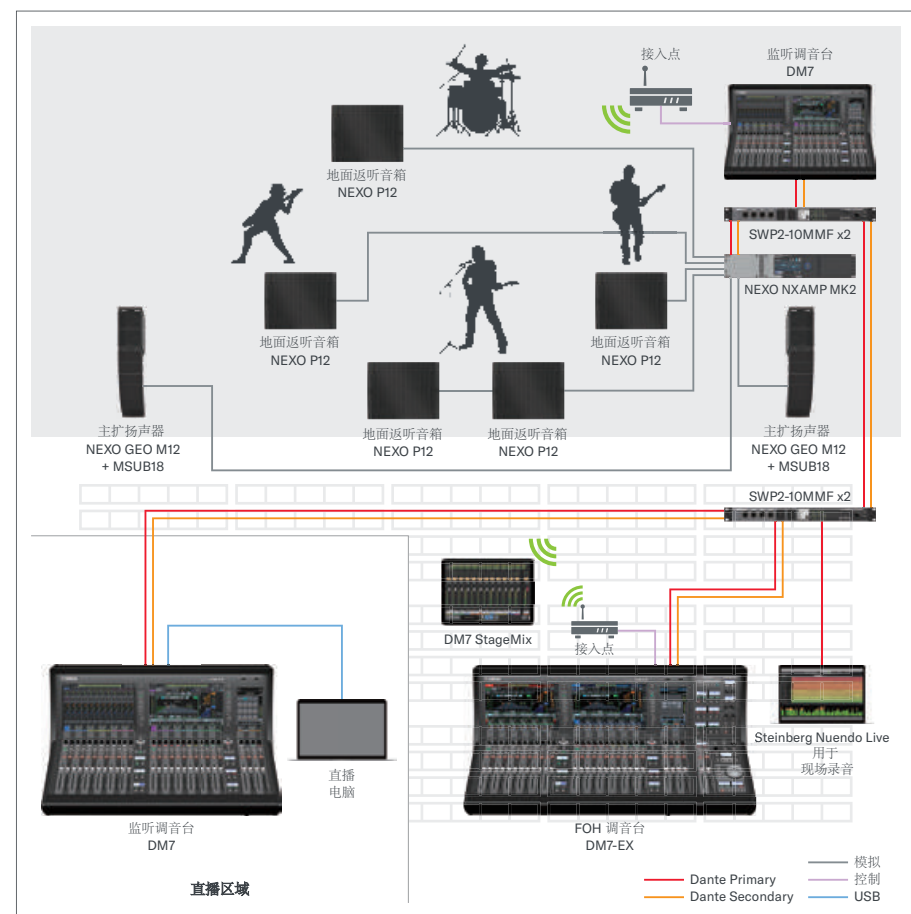 接入点
监听调音台
DM7
地面返听音箱
NEXO P12
SWP2-10MMF x2
NEXO NXAMP MK2
地面返听音箱
NEXO P12
地面返听音箱
NEXO P12
地面返听音箱
NEXO P12
地面返听音箱
NEXO P12
主扩扬声器
NEXO GEO M12
+ MSUB18
主扩扬声器
NEXO GEO M12
+ MSUB18
SWP2-10MMF x2
DM7 StageMix
接入点
直播
电脑
Steinberg Nuendo Live
用于
现场录音
监听调音台
DM7
FOH 调音台
DM7-EX
直播区域
Dante Primary
Dante Secondary
模拟
控制
USB